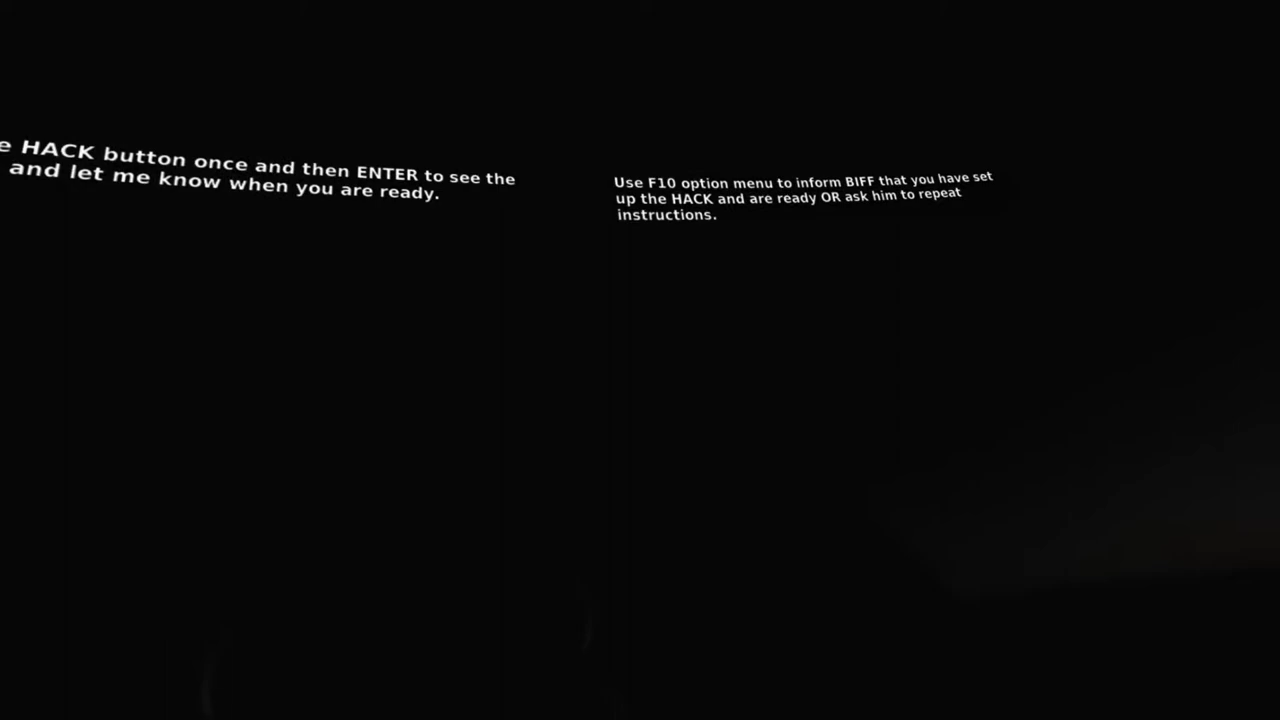 HACK button once and then ENTER to see the
and let me know when you are ready.
Use F10 option menu to inform BIFF that you have set
up the HACK and are ready OR ask him to repeat
instructions.